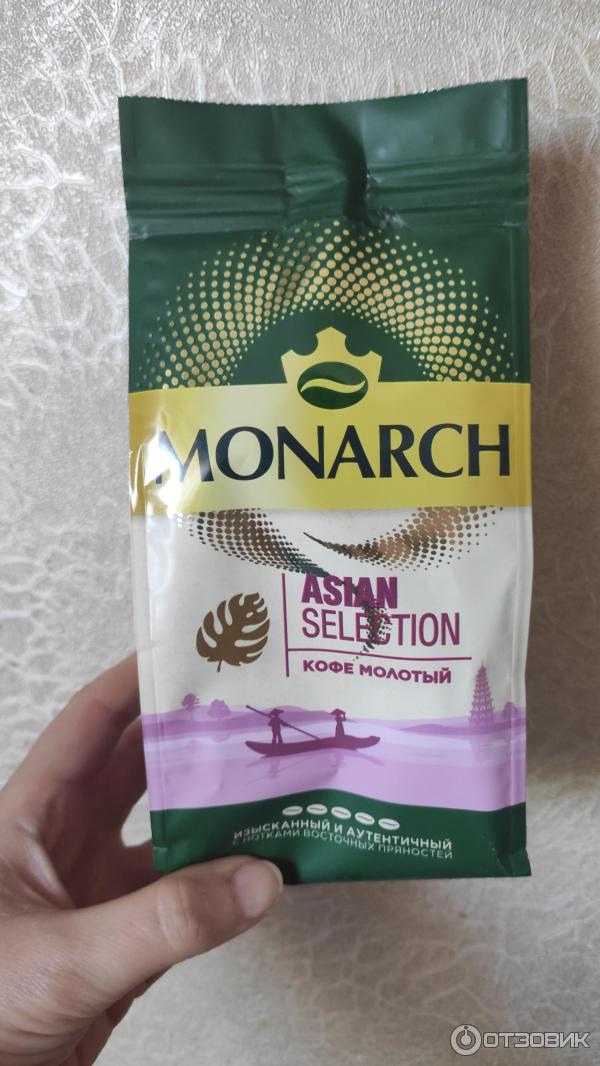 MONARCH
ASIAN
SELECTION
КОФЕ МОЛОТЫЙ
ИЗЫСКАННЫЙ И АУТЕНТИЧНЫЙ
С НОТКАМИ ВОСТОЧНЫХ ПРЯНОСТЕЙ
ОТЗОВИК